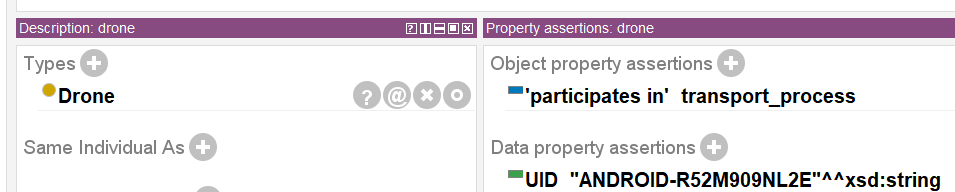 Description: drone
Types
Drone
Same Individual As
Property assertions: drone
Object property assertions
'participates in' transport_process
Data property assertions
UID "ANDROID-R52M909NL2E"^^xsd:string